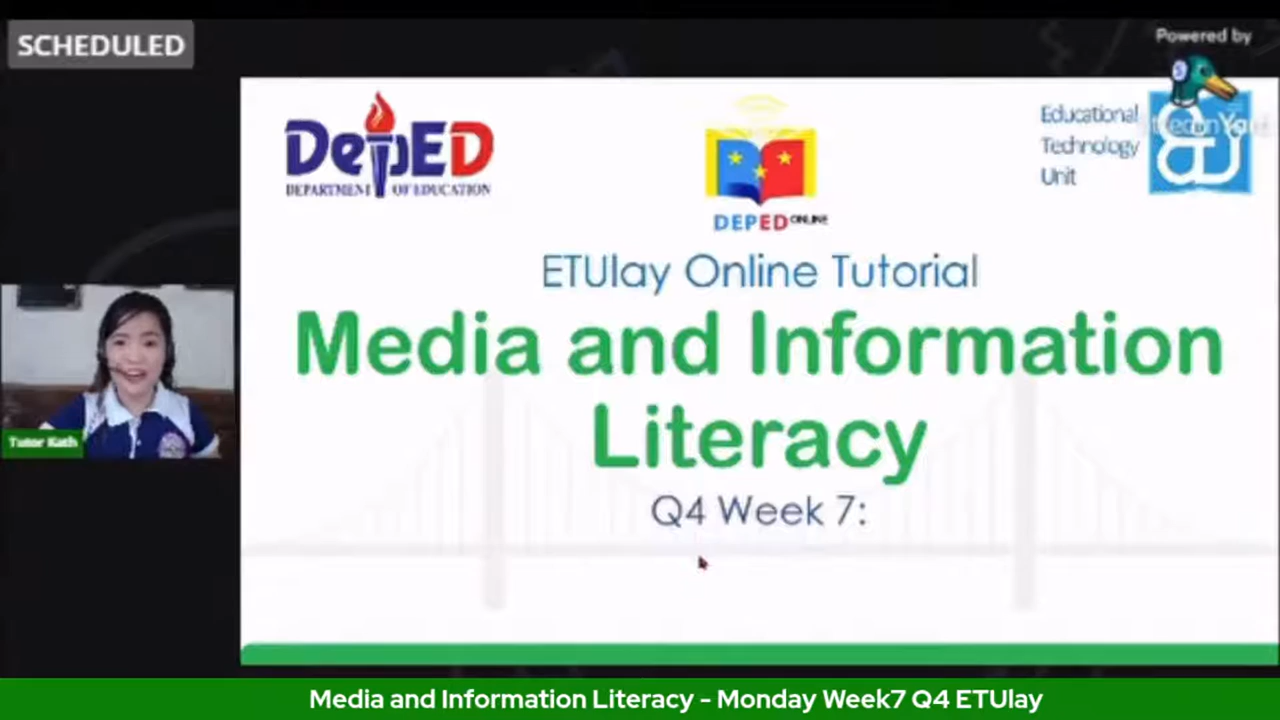 SCHEDULED
Powered by
StreamYard
DepED
DEPARTMENT OF EDUCATION
DEPED ONLINE
Educational
Technology
Unit
ETUlay Online Tutorial
Media and Information
Literacy
Q4 Week 7:
Tutor Kath
Media and Information Literacy - Monday Week7 Q4 ETUlay